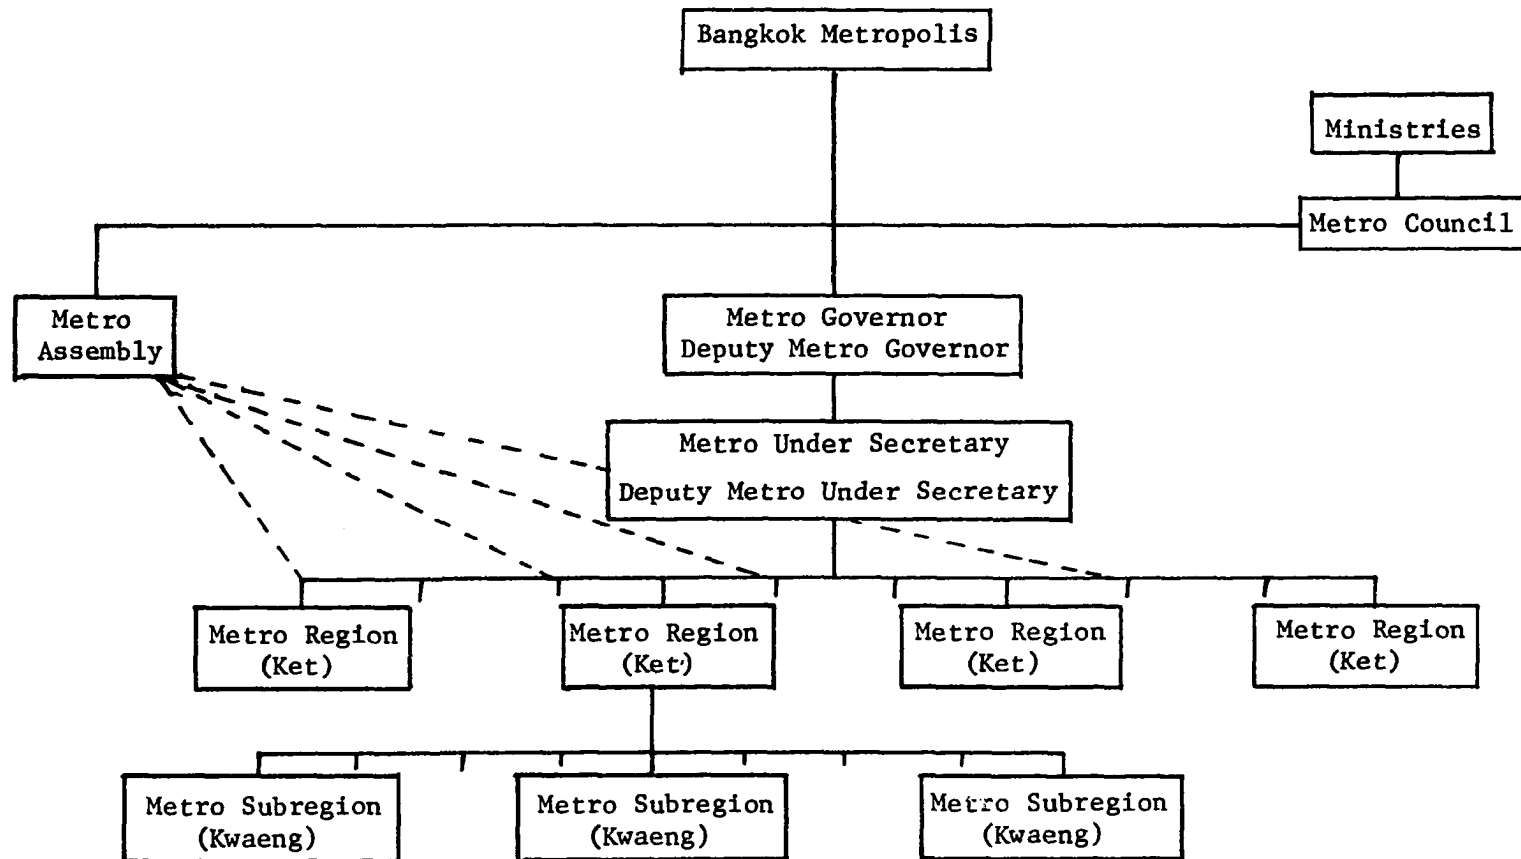 Bangkok Metropolis
Ministries
Metro Council
Metro
Assembly
Metro Governor
Deputy Metro Governor
Metro Under Secretary
Deputy Metro Under Secretary
Metro Region
(Ket)
Metro Region
(Ket)
Metro Region
(Ket)
Metro Region
(Ket)
Metro Subregion
(Kwaeng)
Metro Subregion
(Kwaeng)
Metro Subregion
(Kwaeng)